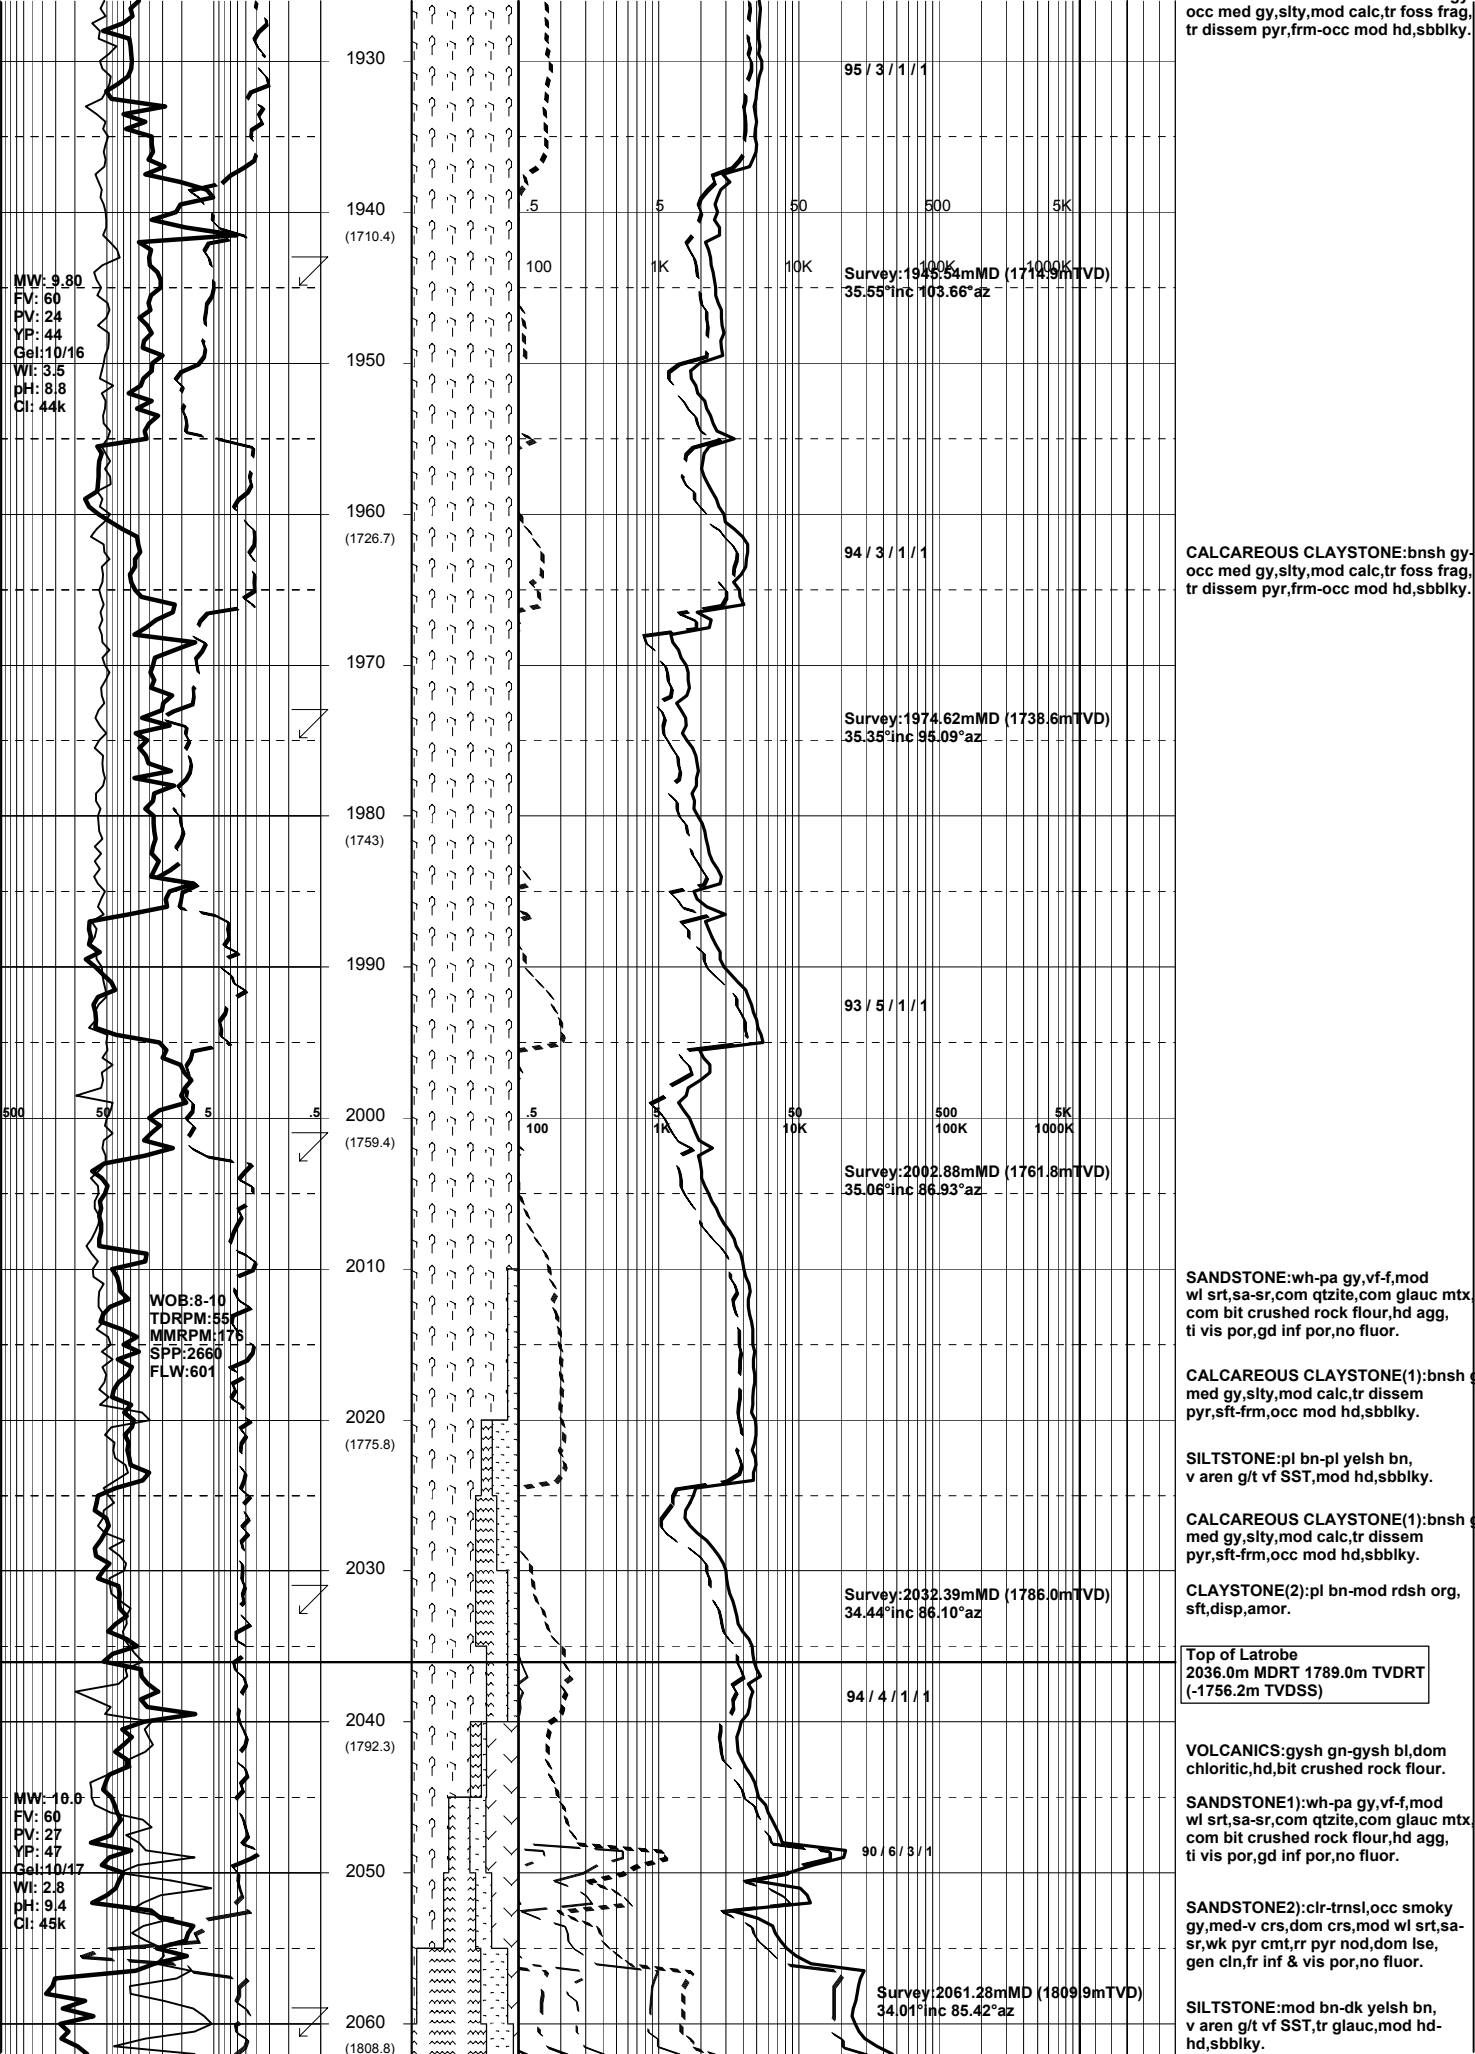 occ med gy,slty,mod calc,tr foss frag,
tr dissem pyr,frm-occ mod hd,sbblky.
1930
95 / 3 / 1 / 1
1940
(1710.4)
.5 5 50 500 5K
100 1K 10K 100K 1000K
Survey:1945.54mMD (1714.9mTVD)
35.55°inc 103.66°az
MW: 9.80
FV: 60
PV: 24
YP: 44
Gel:10/16
Wl: 3.5
pH: 8.8
Cl: 44k
1950
1960
(1726.7)
94 / 3 / 1 / 1
CALCAREOUS CLAYSTONE:bnsh gy-
occ med gy,slty,mod calc,tr foss frag,
tr dissem pyr,frm-occ mod hd,sbblky.
1970
Survey:1974.62mMD (1738.6mTVD)
35.35°inc 95.09°az
1980
(1743)
1990
93 / 5 / 1 / 1
500 50 5 .5
2000
(1759.4)
.5 5 50 500 5K
100 1K 10K 100K 1000K
Survey:2002.88mMD (1761.8mTVD)
35.06°inc 86.93°az
2010
WOB:8-10
TDRPM:55
MMRPM:176
SPP:2660
FLW:601
SANDSTONE:wh-pa gy,vf-f,mod
wl srt,sa-sr,com qtzite,com glauc mtx,
com bit crushed rock flour,hd agg,
ti vis por,gd inf por,no fluor.
CALCAREOUS CLAYSTONE(1):bnsh g
med gy,slty,mod calc,tr dissem
pyr,sft-frm,occ mod hd,sbblky.
2020
(1775.8)
SILTSTONE:pl bn-pl yelsh bn,
v aren g/t vf SST,mod hd,sbblky.
CALCAREOUS CLAYSTONE(1):bnsh g
med gy,slty,mod calc,tr dissem
pyr,sft-frm,occ mod hd,sbblky.
2030
Survey:2032.39mMD (1786.0mTVD)
34.44°inc 86.10°az
CLAYSTONE(2):pl bn-mod rdsh org,
sft,disp,amor.
Top of Latrobe
2036.0m MDRT 1789.0m TVDRT
(-1756.2m TVDSS)
94 / 4 / 1 / 1
2040
(1792.3)
VOLCANICS:gysh gn-gysh bl,dom
chloritic,hd,bit crushed rock flour.
MW: 10.0
FV: 60
PV: 27
YP: 47
Gel:10/17
Wl: 2.8
pH: 9.4
Cl: 45k
SANDSTONE1):wh-pa gy,vf-f,mod
wl srt,sa-sr,com qtzite,com glauc mtx,
com bit crushed rock flour,hd agg,
ti vis por,gd inf por,no fluor.
90 / 6 / 3 / 1
2050
SANDSTONE2):clr-trnsl,occ smoky
gy,med-v crs,dom crs,mod wl srt,sa-
sr,wk pyr cmt,rr pyr nod,dom lse,
gen cln,fr inf & vis por,no fluor.
Survey:2061.28mMD (1809.9mTVD)
34.01°inc 85.42°az
2060
(1808.8)
SILTSTONE:mod bn-dk yelsh bn,
v aren g/t vf SST,tr glauc,mod hd-
hd,sbblky.